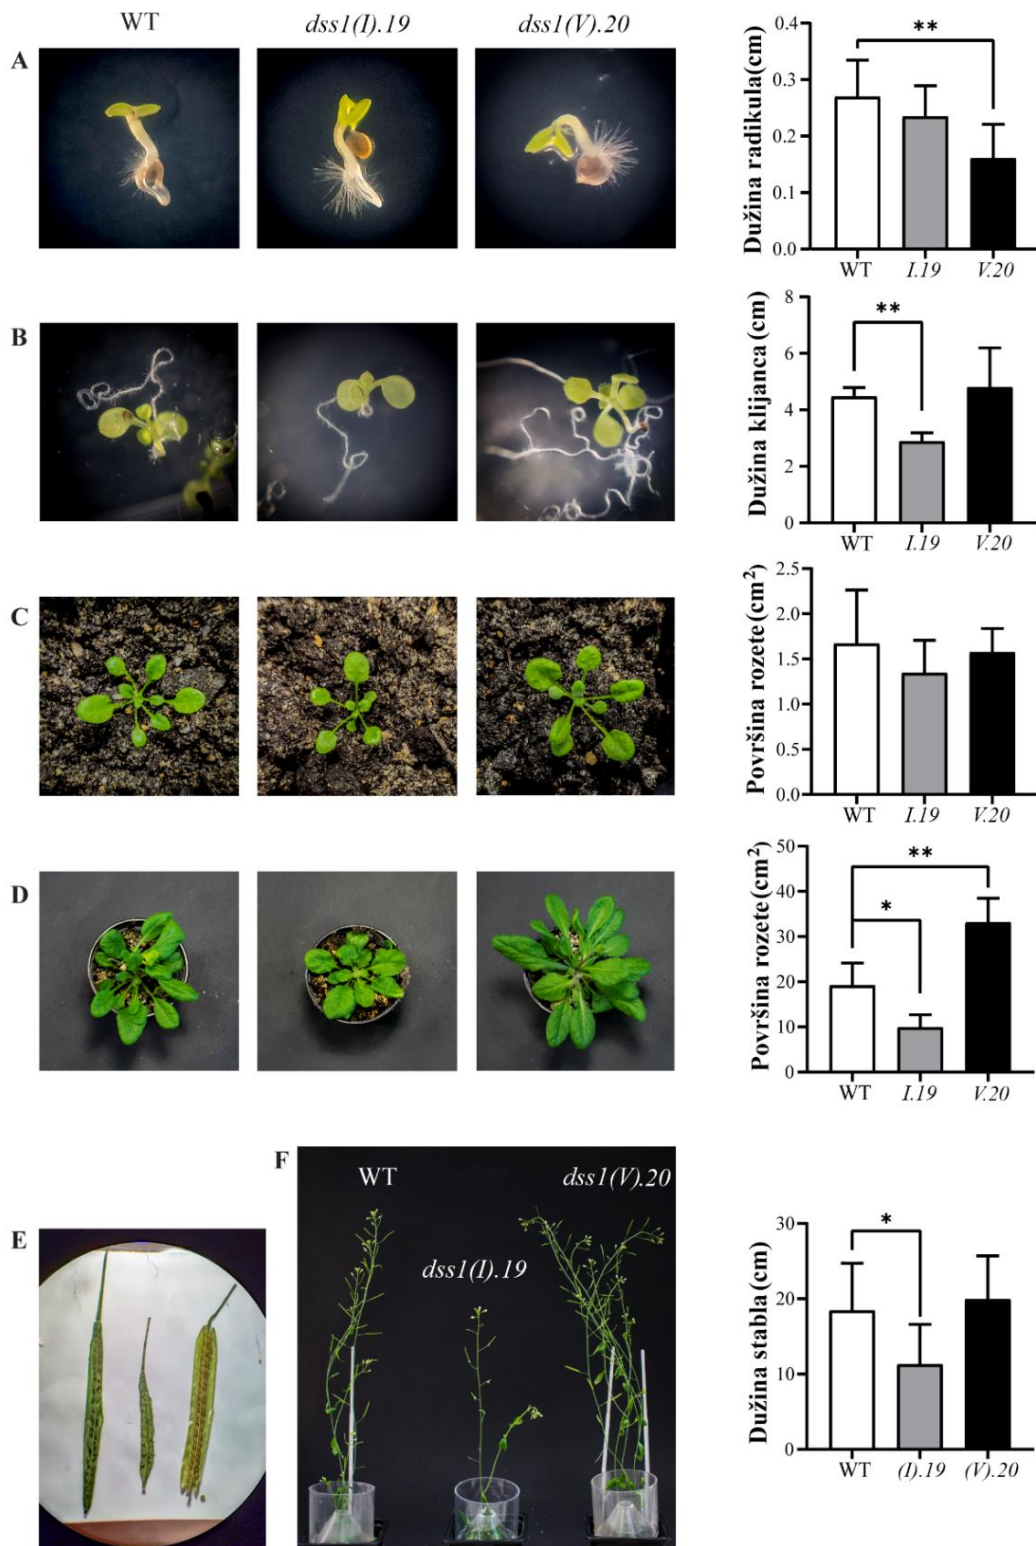 WT dss1(I).19 dss1(V).20
A
Dužina radikula(cm)
0.4
0.3
0.2
0.1
0.0
**
WT I.19 V.20
B
Dužina klijanca (cm)
8
6
4
2
0
**
WT I.19 V.20
C
Površina rozete(cm²)
2.5
2.0
1.5
1.0
0.5
0.0
WT I.19 V.20
D
Površina rozete(cm²)
50
40
30
20
10
0
**
*
WT I.19 V.20
E
F
WT
dss1(V).20
dss1(I).19
Dužina stabla (cm)
30
20
10
0
*
WT (I).19 (V).20